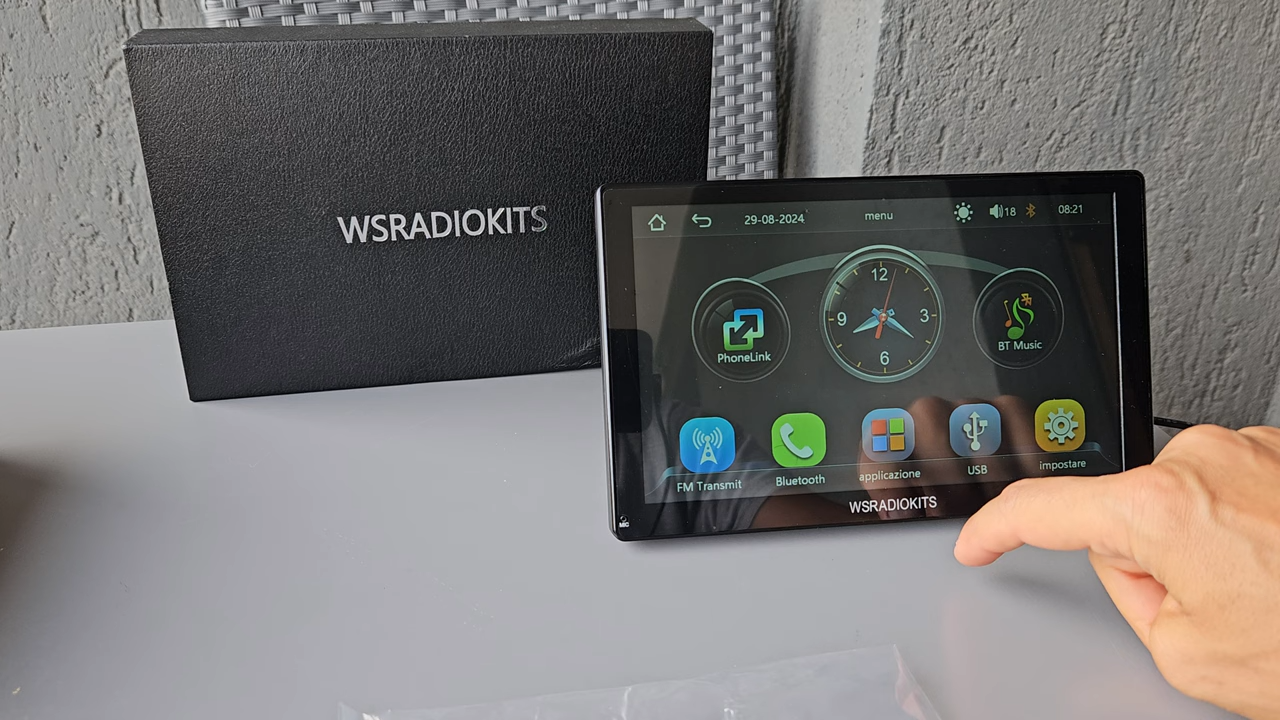 WSRADIOKITS
29-08-2024 menu 18 08:21
12
9 3
6
PhoneLink
BT Music
FM Transmit Bluetooth applicazione USB impostare
WSRADIOKITS
MIC